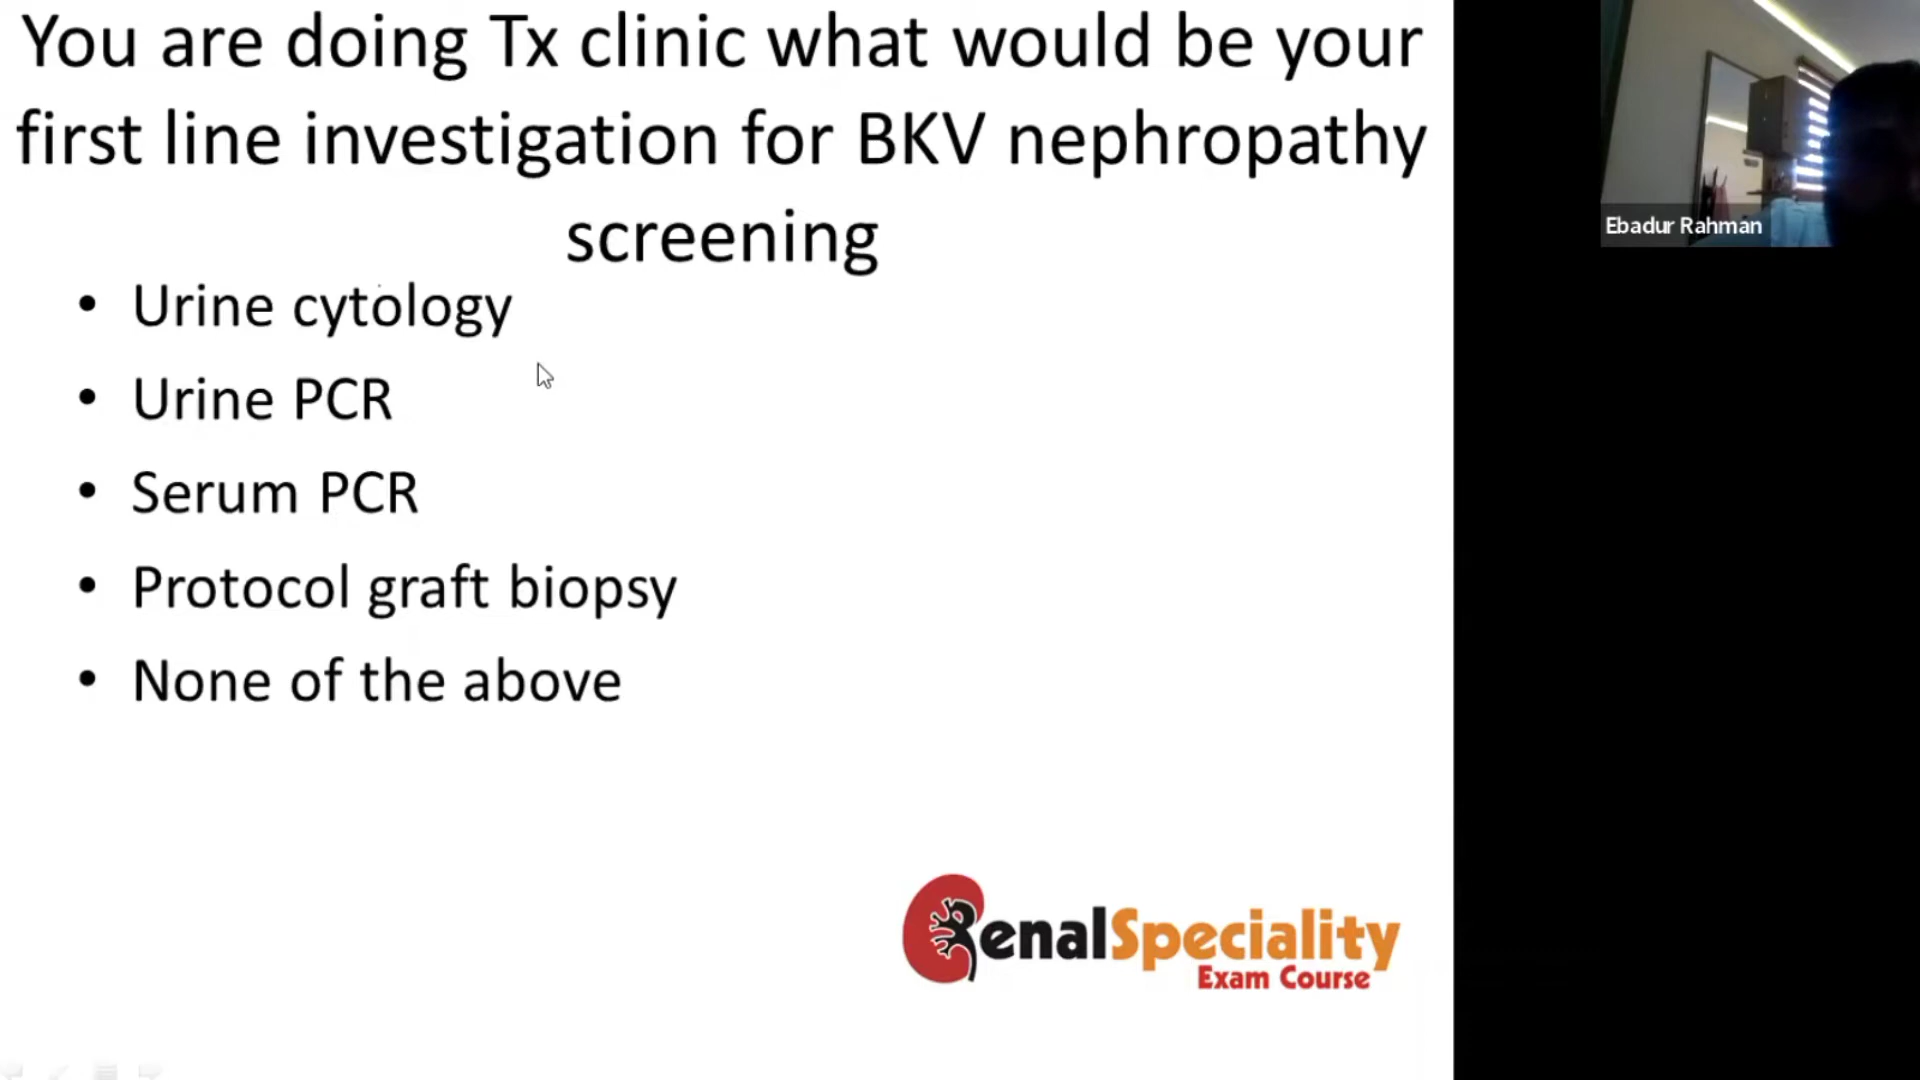 You are doing Tx clinic what would be your
first line investigation for BKV nephropathy
screening
• Urine cytology
• Urine PCR
• Serum PCR
• Protocol graft biopsy
• None of the above
Ebadur Rahman
RenalSpeciality
Exam Course